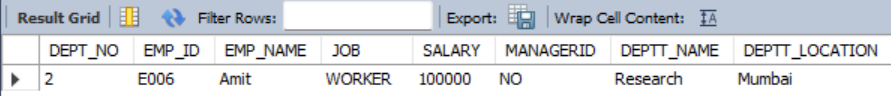 Result Grid Filter Rows: Export: Wrap Cell Content: IA
DEPT_NO EMP_ID EMP_NAME JOB SALARY MANAGERID DEPTT_NAME DEPTT_LOCATION
2 E006 Amit WORKER 100000 NO Research Mumbai